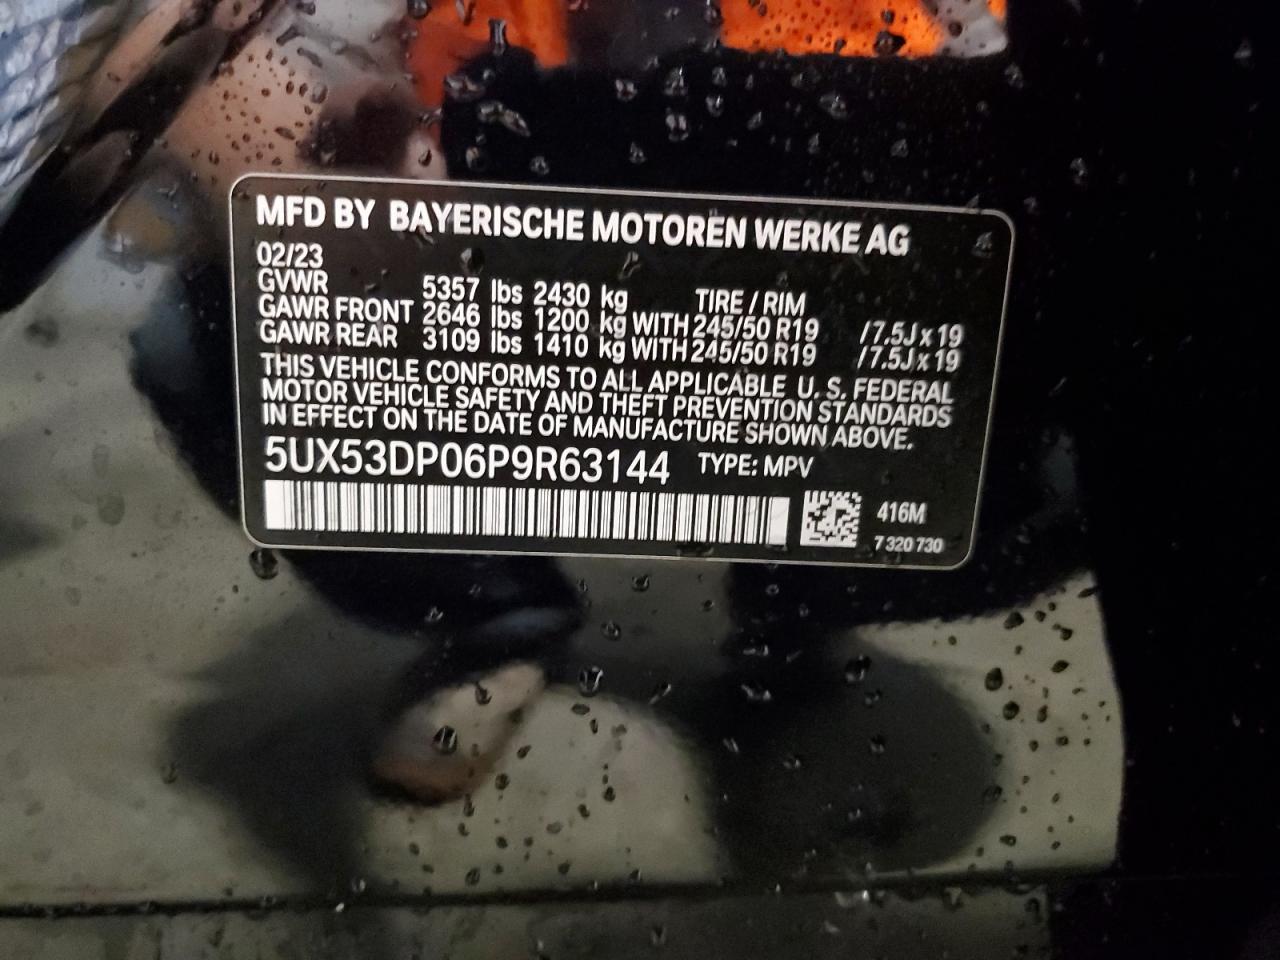 MFD BY BAYERISCHE MOTOREN WERKE AG
02/23
GVWR 5357 lbs 2430 kg TIRE / RIM
GAWR FRONT 2646 lbs 1200 kg WITH 245/50 R19 /7.5J x 19
GAWR REAR 3109 lbs 1410 kg WITH 245/50 R19 /7.5J x 19
THIS VEHICLE CONFORMS TO ALL APPLICABLE U. S. FEDERAL
MOTOR VEHICLE SAFETY AND THEFT PREVENTION STANDARDS
IN EFFECT ON THE DATE OF MANUFACTURE SHOWN ABOVE.
5UX53DP06P9R63144 TYPE: MPV
416M
7 320 730